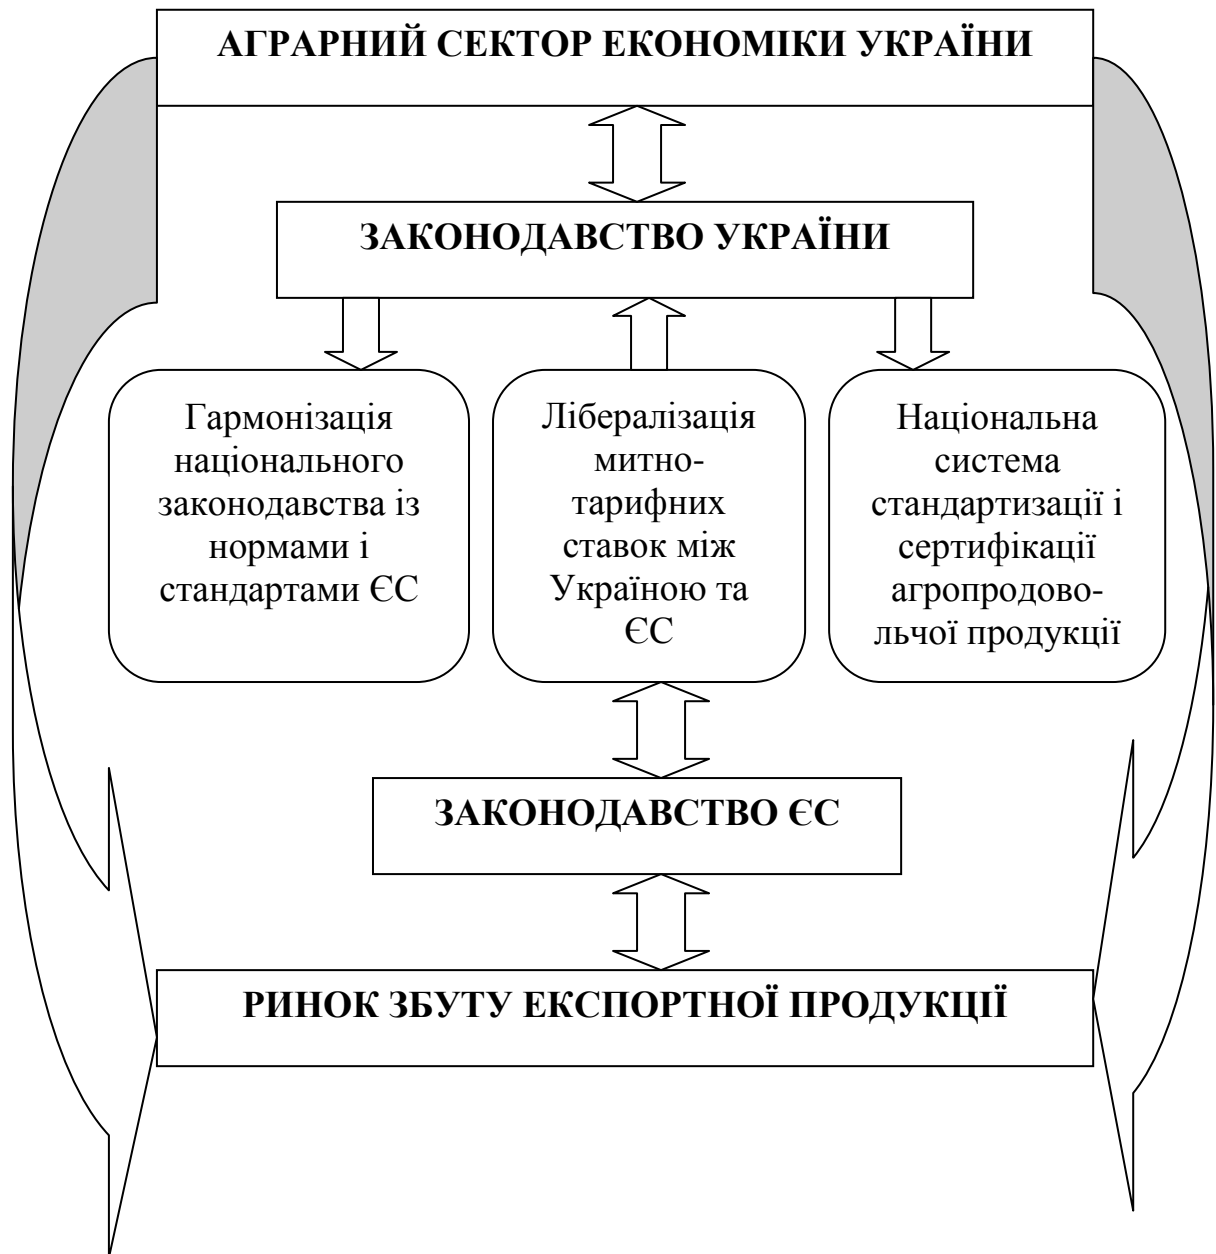 АГРАРНИЙ СЕКТОР ЕКОНОМІКИ УКРАЇНИ
ЗАКОНОДАВСТВО УКРАЇНИ
Гармонізація
національного
законодавства із
нормами і
стандартами ЄС
Лібералізація
митно-
тарифних
ставок між
Україною та
ЄС
Національна
система
стандартизації і
сертифікації
агропродово-
льчої продукції
ЗАКОНОДАВСТВО ЄС
РИНОК ЗБУТУ ЕКСПОРТНОЇ ПРОДУКЦІЇ